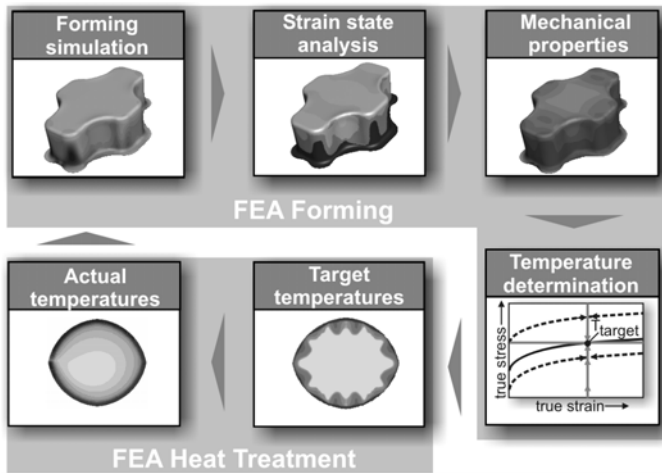 Forming
simulation
Strain state
analysis
Mechanical
properties
FEA Forming
Temperature
determination
true stress
T
target
true strain
Target
temperatures
Actual
temperatures
FEA Heat Treatment